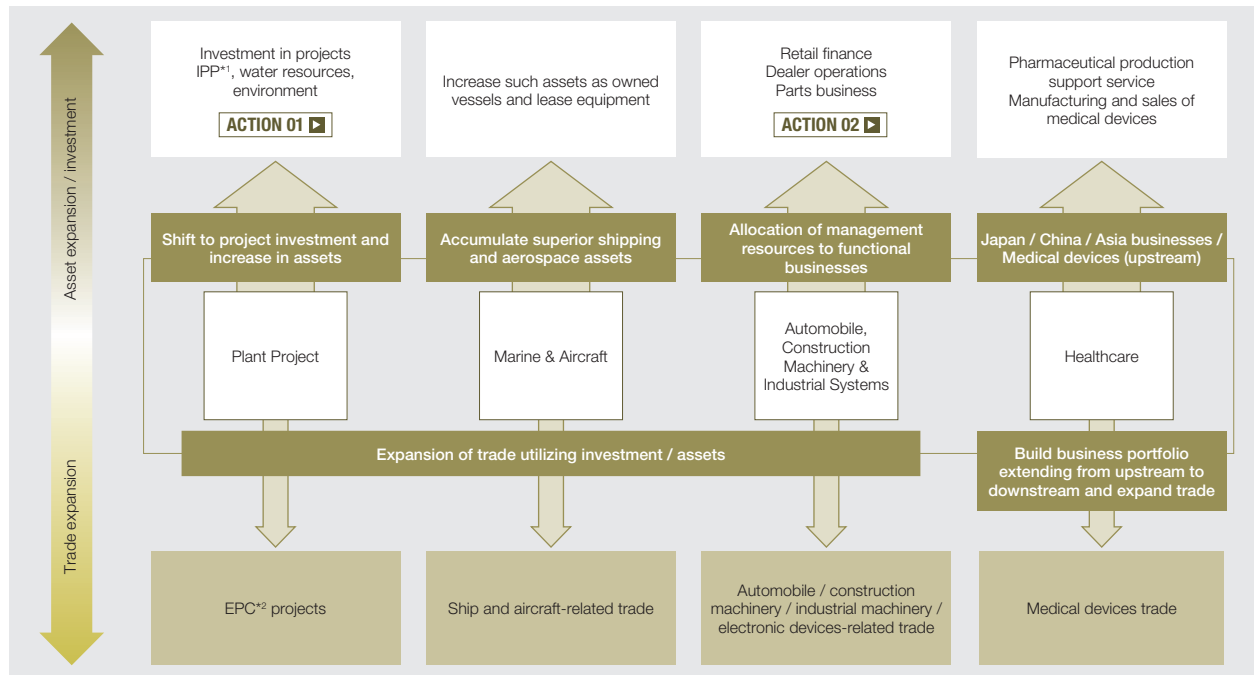 Asset expansion / investment
Trade expansion
Investment in projects
IPP*1, water resources,
environment
ACTION 01
Increase such assets as owned
vessels and lease equipment
Retail finance
Dealer operations
Parts business
ACTION 02
Pharmaceutical production
support service
Manufacturing and sales of
medical devices
Shift to project investment and
increase in assets
Accumulate superior shipping
and aerospace assets
Allocation of management
resources to functional
businesses
Japan / China / Asia businesses /
Medical devices (upstream)
Plant Project
Marine & Aircraft
Automobile,
Construction
Machinery &
Industrial Systems
Healthcare
Expansion of trade utilizing investment / assets
Build business portfolio
extending from upstream to
downstream and expand trade
EPC*2 projects
Ship and aircraft-related trade
Automobile / construction
machinery / industrial machinery /
electronic devices-related trade
Medical devices trade